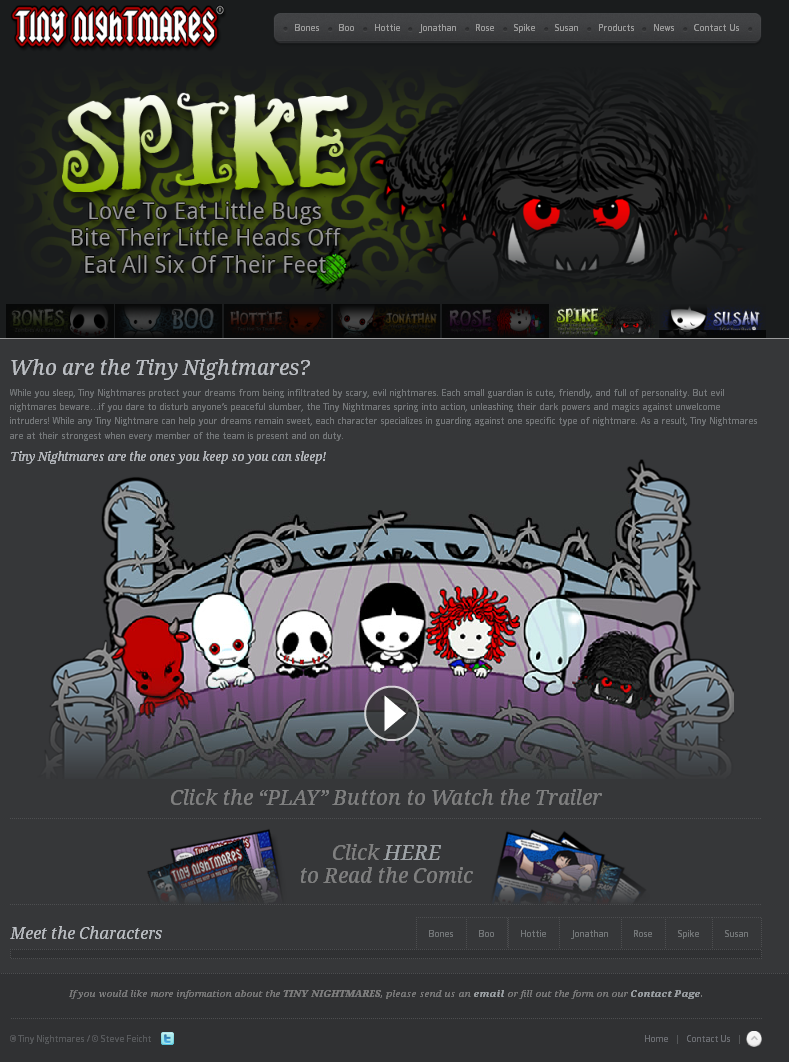 TINY NIGHTMARES®
Bones Boo Hottie Jonathan Rose Spike Susan Products News Contact Us
SPIKE
Love To Eat Little Bugs
Bite Their Little Heads Off
Eat All Six Of Their Feet
BONES BOO HOTTIE JONATHAN ROSE SPIKE SUSAN
Who are the Tiny Nightmares?
While you sleep, Tiny Nightmares protect your dreams from being infiltrated by scary, evil nightmares. Each small guardian is cute, friendly, and full of personality. But evil
nightmares beware...if you dare to disturb anyone's peaceful slumber, the Tiny Nightmares spring into action, unleashing their dark powers and magics against unwelcome
intruders! While any Tiny Nightmare can help your dreams remain sweet, each character specializes in guarding against one specific type of nightmare. As a result, Tiny Nightmares
are at their strongest when every member of the team is present and on duty.
Tiny Nightmares are the ones you keep so you can sleep!
Click the “PLAY” Button to Watch the Trailer
TINY NIGHTMARES
Click HERE
to Read the Comic
Meet the Characters
Bones Boo Hottie Jonathan Rose Spike Susan
If you would like more information about the TINY NIGHTMARES, please send us an email or fill out the form on our Contact Page.
® Tiny Nightmares / © Steve Feicht
Home | Contact Us |